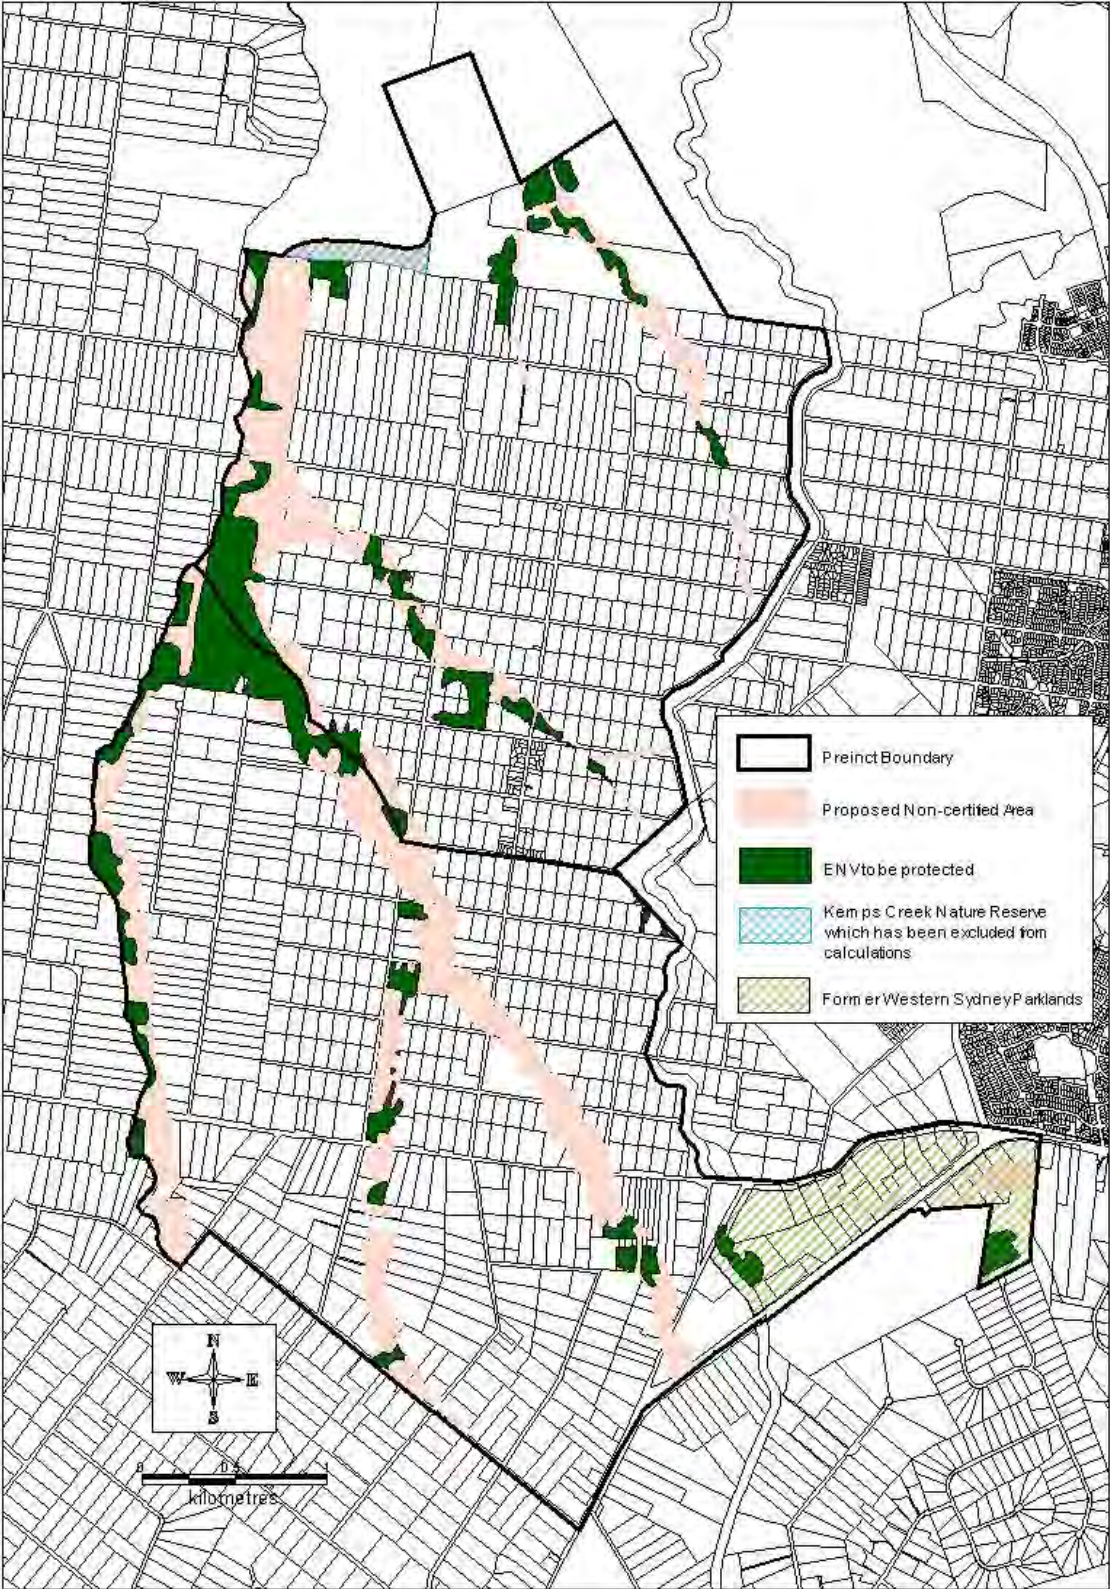 Preinct Boundary
Proposed Non-certified Area
ENV to be protected
Kemps Creek Nature Reserve
which has been excluded from
calculations
Former Western Sydney Parklands
N
W E
S
0 0.5 1
kilometres